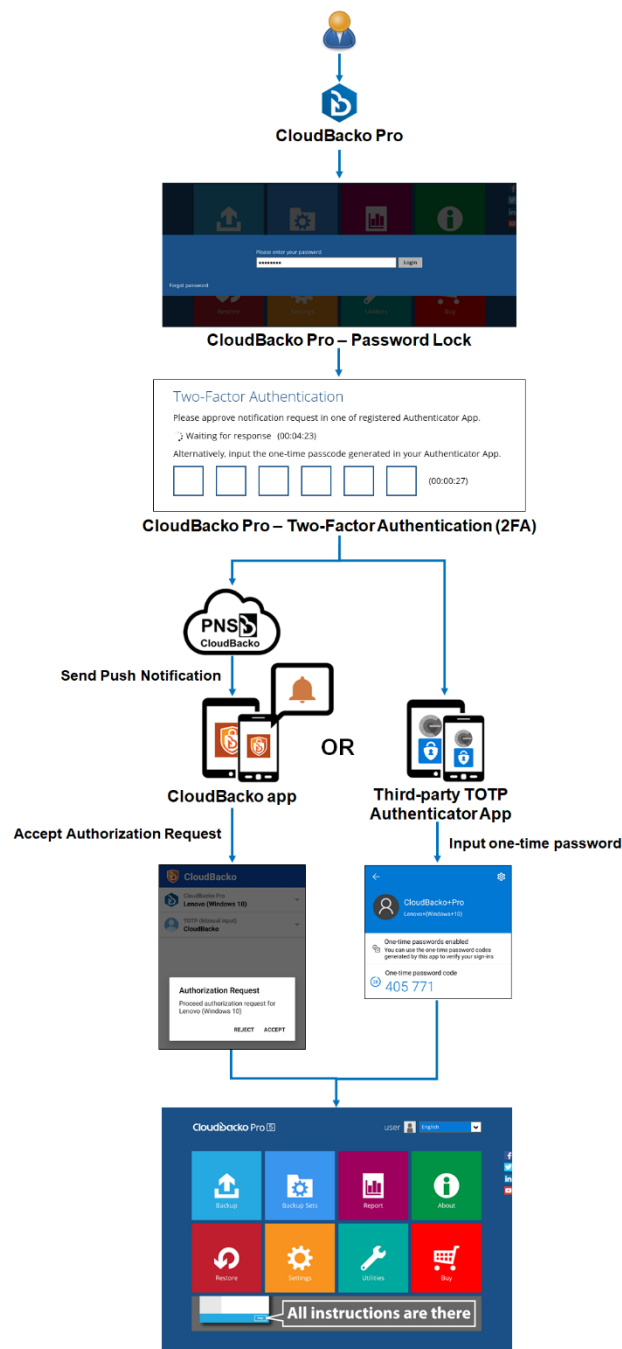 CloudBacko Pro
Please enter your password
********
Login
Forgot password
Restore
Settings
Utilities
Buy
CloudBacko Pro – Password Lock
Two-Factor Authentication
Please approve notification request in one of registered Authenticator App.
Waiting for response (00:04:23)
Alternatively, input the one-time passcode generated in your Authenticator App.
(00:00:27)
CloudBacko Pro – Two-Factor Authentication (2FA)
PNS
CloudBacko
Send Push Notification
OR
CloudBacko app
Third-party TOTP
Authenticator App
Accept Authorization Request
Input one-time password
CloudBacko
CloudBacko Pro
Lenovo (Windows 10)
TOTP (Manual input)
CloudBacko
Authorization Request
Proceed authorization request for
Lenovo (Windows 10)
REJECT ACCEPT
CloudBacko+Pro
Lenovo+(Windows+10)
One-time passwords enabled
You can use the one-time password codes
generated by this app to verify your sign-ins
One-time password code
405 771
CloudBacko Pro 5
user
English
Backup
Backup Sets
Report
About
Restore
Settings
Utilities
Buy
All instructions are there